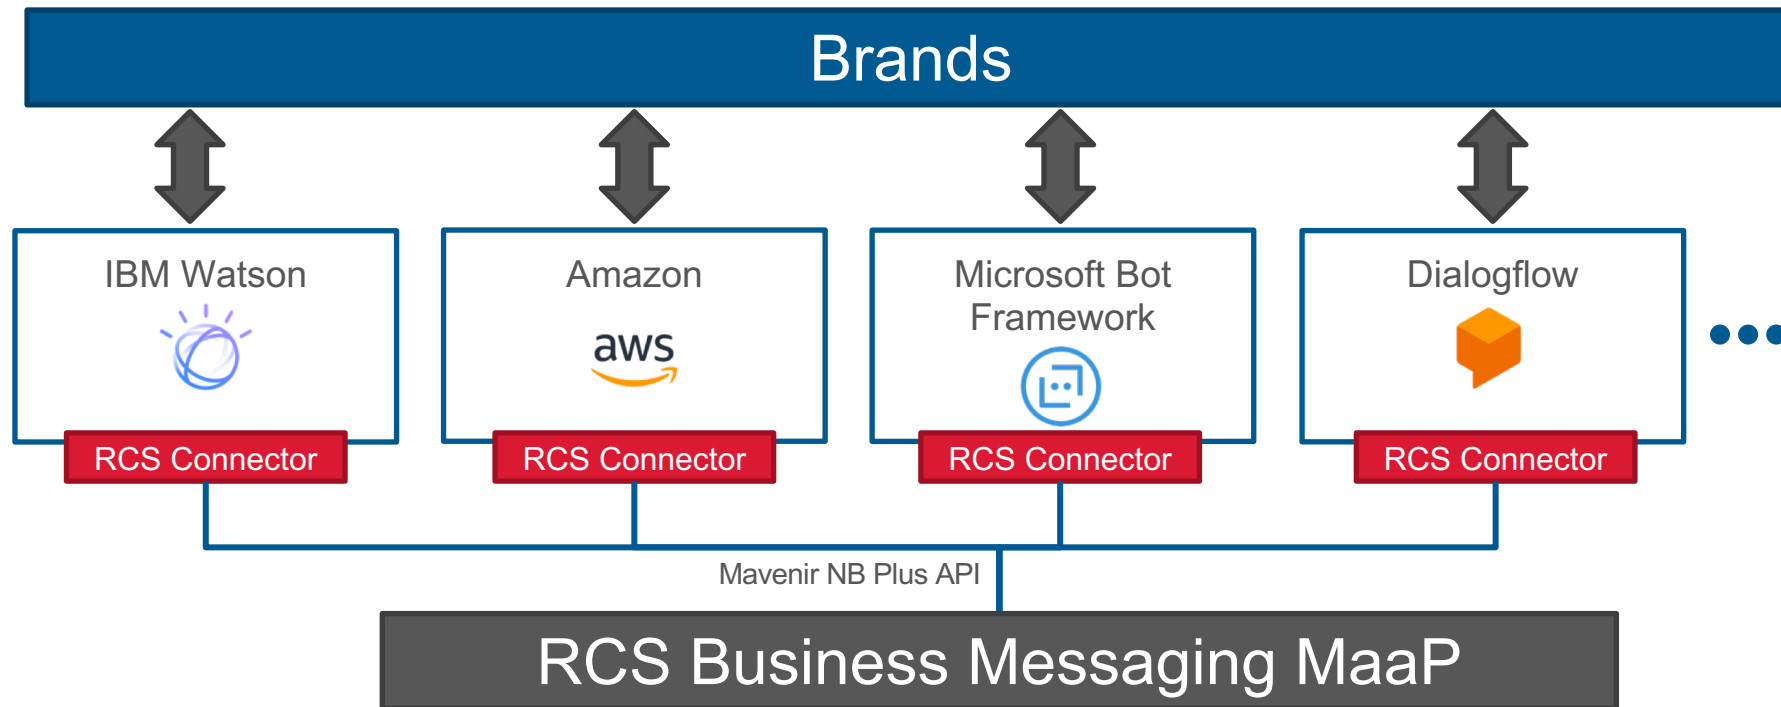 Brands
IBM Watson
Amazon
aws
Microsoft Bot
Framework
Dialogflow
RCS Connector
RCS Connector
RCS Connector
RCS Connector
Mavenir NB Plus API
RCS Business Messaging MaaP